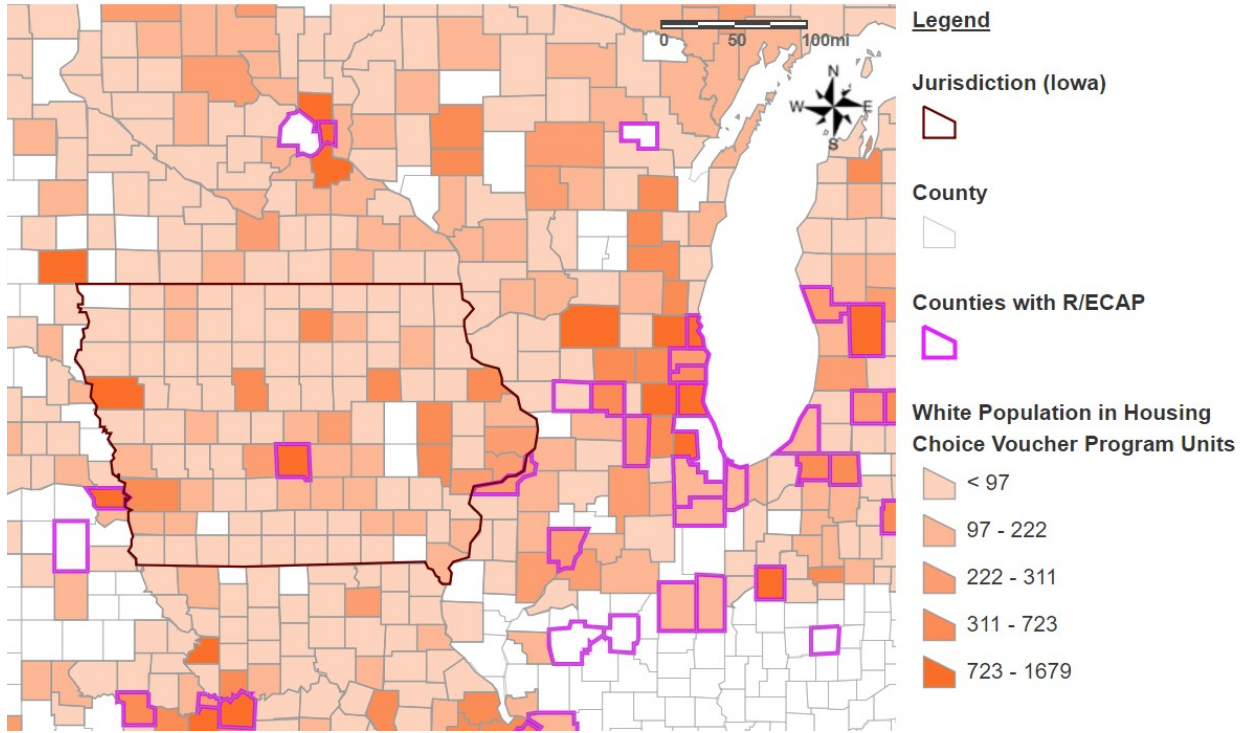 0 50 100mi
N
W E
S
Legend
Jurisdiction (Iowa)
County
Counties with R/ECAP
White Population in Housing
Choice Voucher Program Units
< 97
97 - 222
222 - 311
311 - 723
723 - 1679